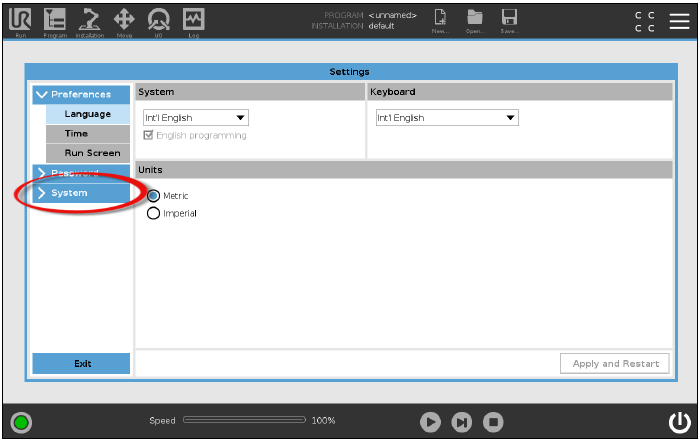 PROGRAM <unnamed>
INSTALLATION default
C C
C C
UR
Run
Program
Installation
Move
I/O
Log
New...
Open...
Save...
Settings
Preferences
Language
Time
Run Screen
Password
System
Exit
System
Int'l English
English programming
Keyboard
Int'l English
Units
Metric
Imperial
Apply and Restart
Speed 100%